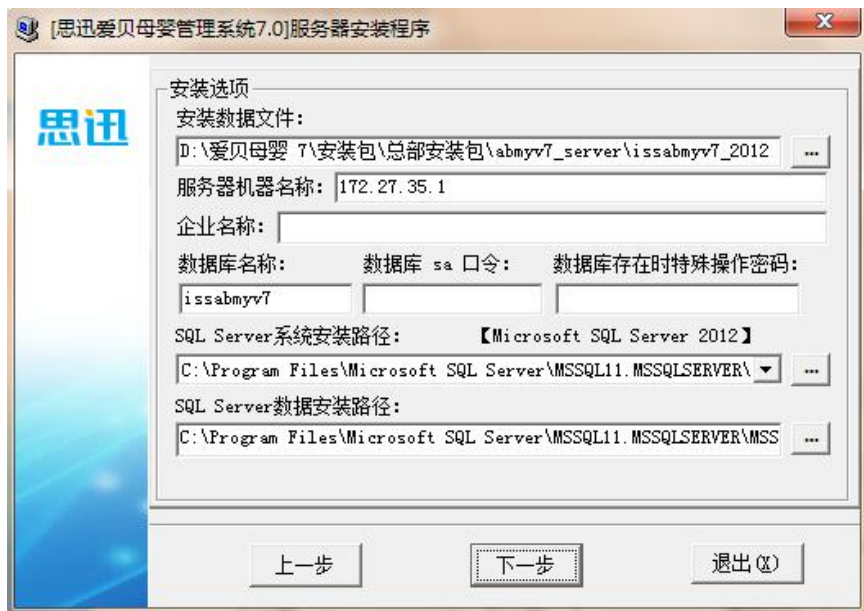 [思迅爱贝母婴管理系统7.0]服务器安装程序
思迅
安装选项
安装数据文件：
D:\爱贝母婴 7\安装包\总部安装包\abmyv7_server\issabmyv7_2012 ...
服务器机器名称： 172.27.35.1
企业名称：
数据库名称： 数据库 sa 口令： 数据库存在时特殊操作密码：
issabmyv7
SQL Server系统安装路径： 【Microsoft SQL Server 2012】
C:\Program Files\Microsoft SQL Server\MSSQL11.MSSQLSERVER\ ...
SQL Server数据安装路径：
C:\Program Files\Microsoft SQL Server\MSSQL11.MSSQLSERVER\MSS ...
上一步 下一步 退出(X)